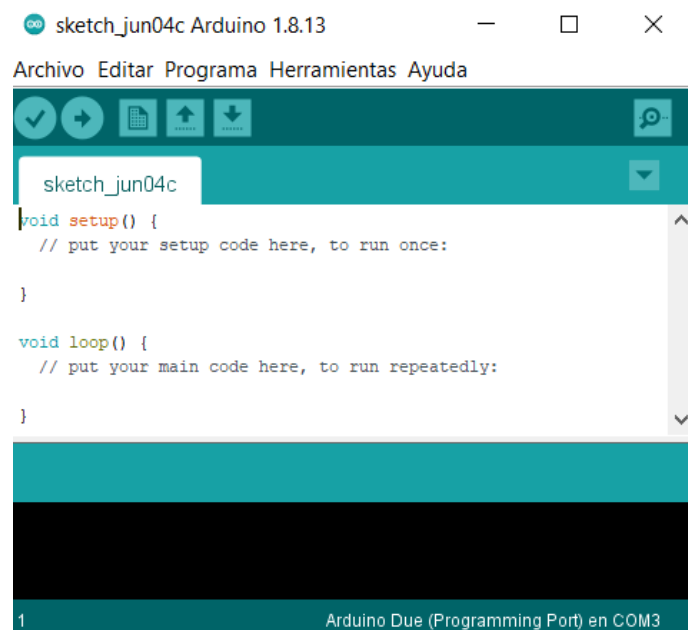 sketch_jun04c Arduino 1.8.13
Archivo Editar Programa Herramientas Ayuda
sketch_jun04c
void setup() {
// put your setup code here, to run once:
}
void loop() {
// put your main code here, to run repeatedly:
}
1 Arduino Due (Programming Port) en COM3